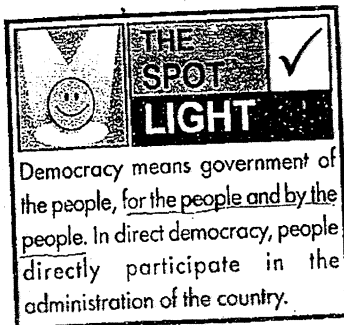 THE
SPOT
LIGHT
Democracy means government of
the people, for the people and by the
people. In direct democracy, people
directly participate in the
administration of the country.